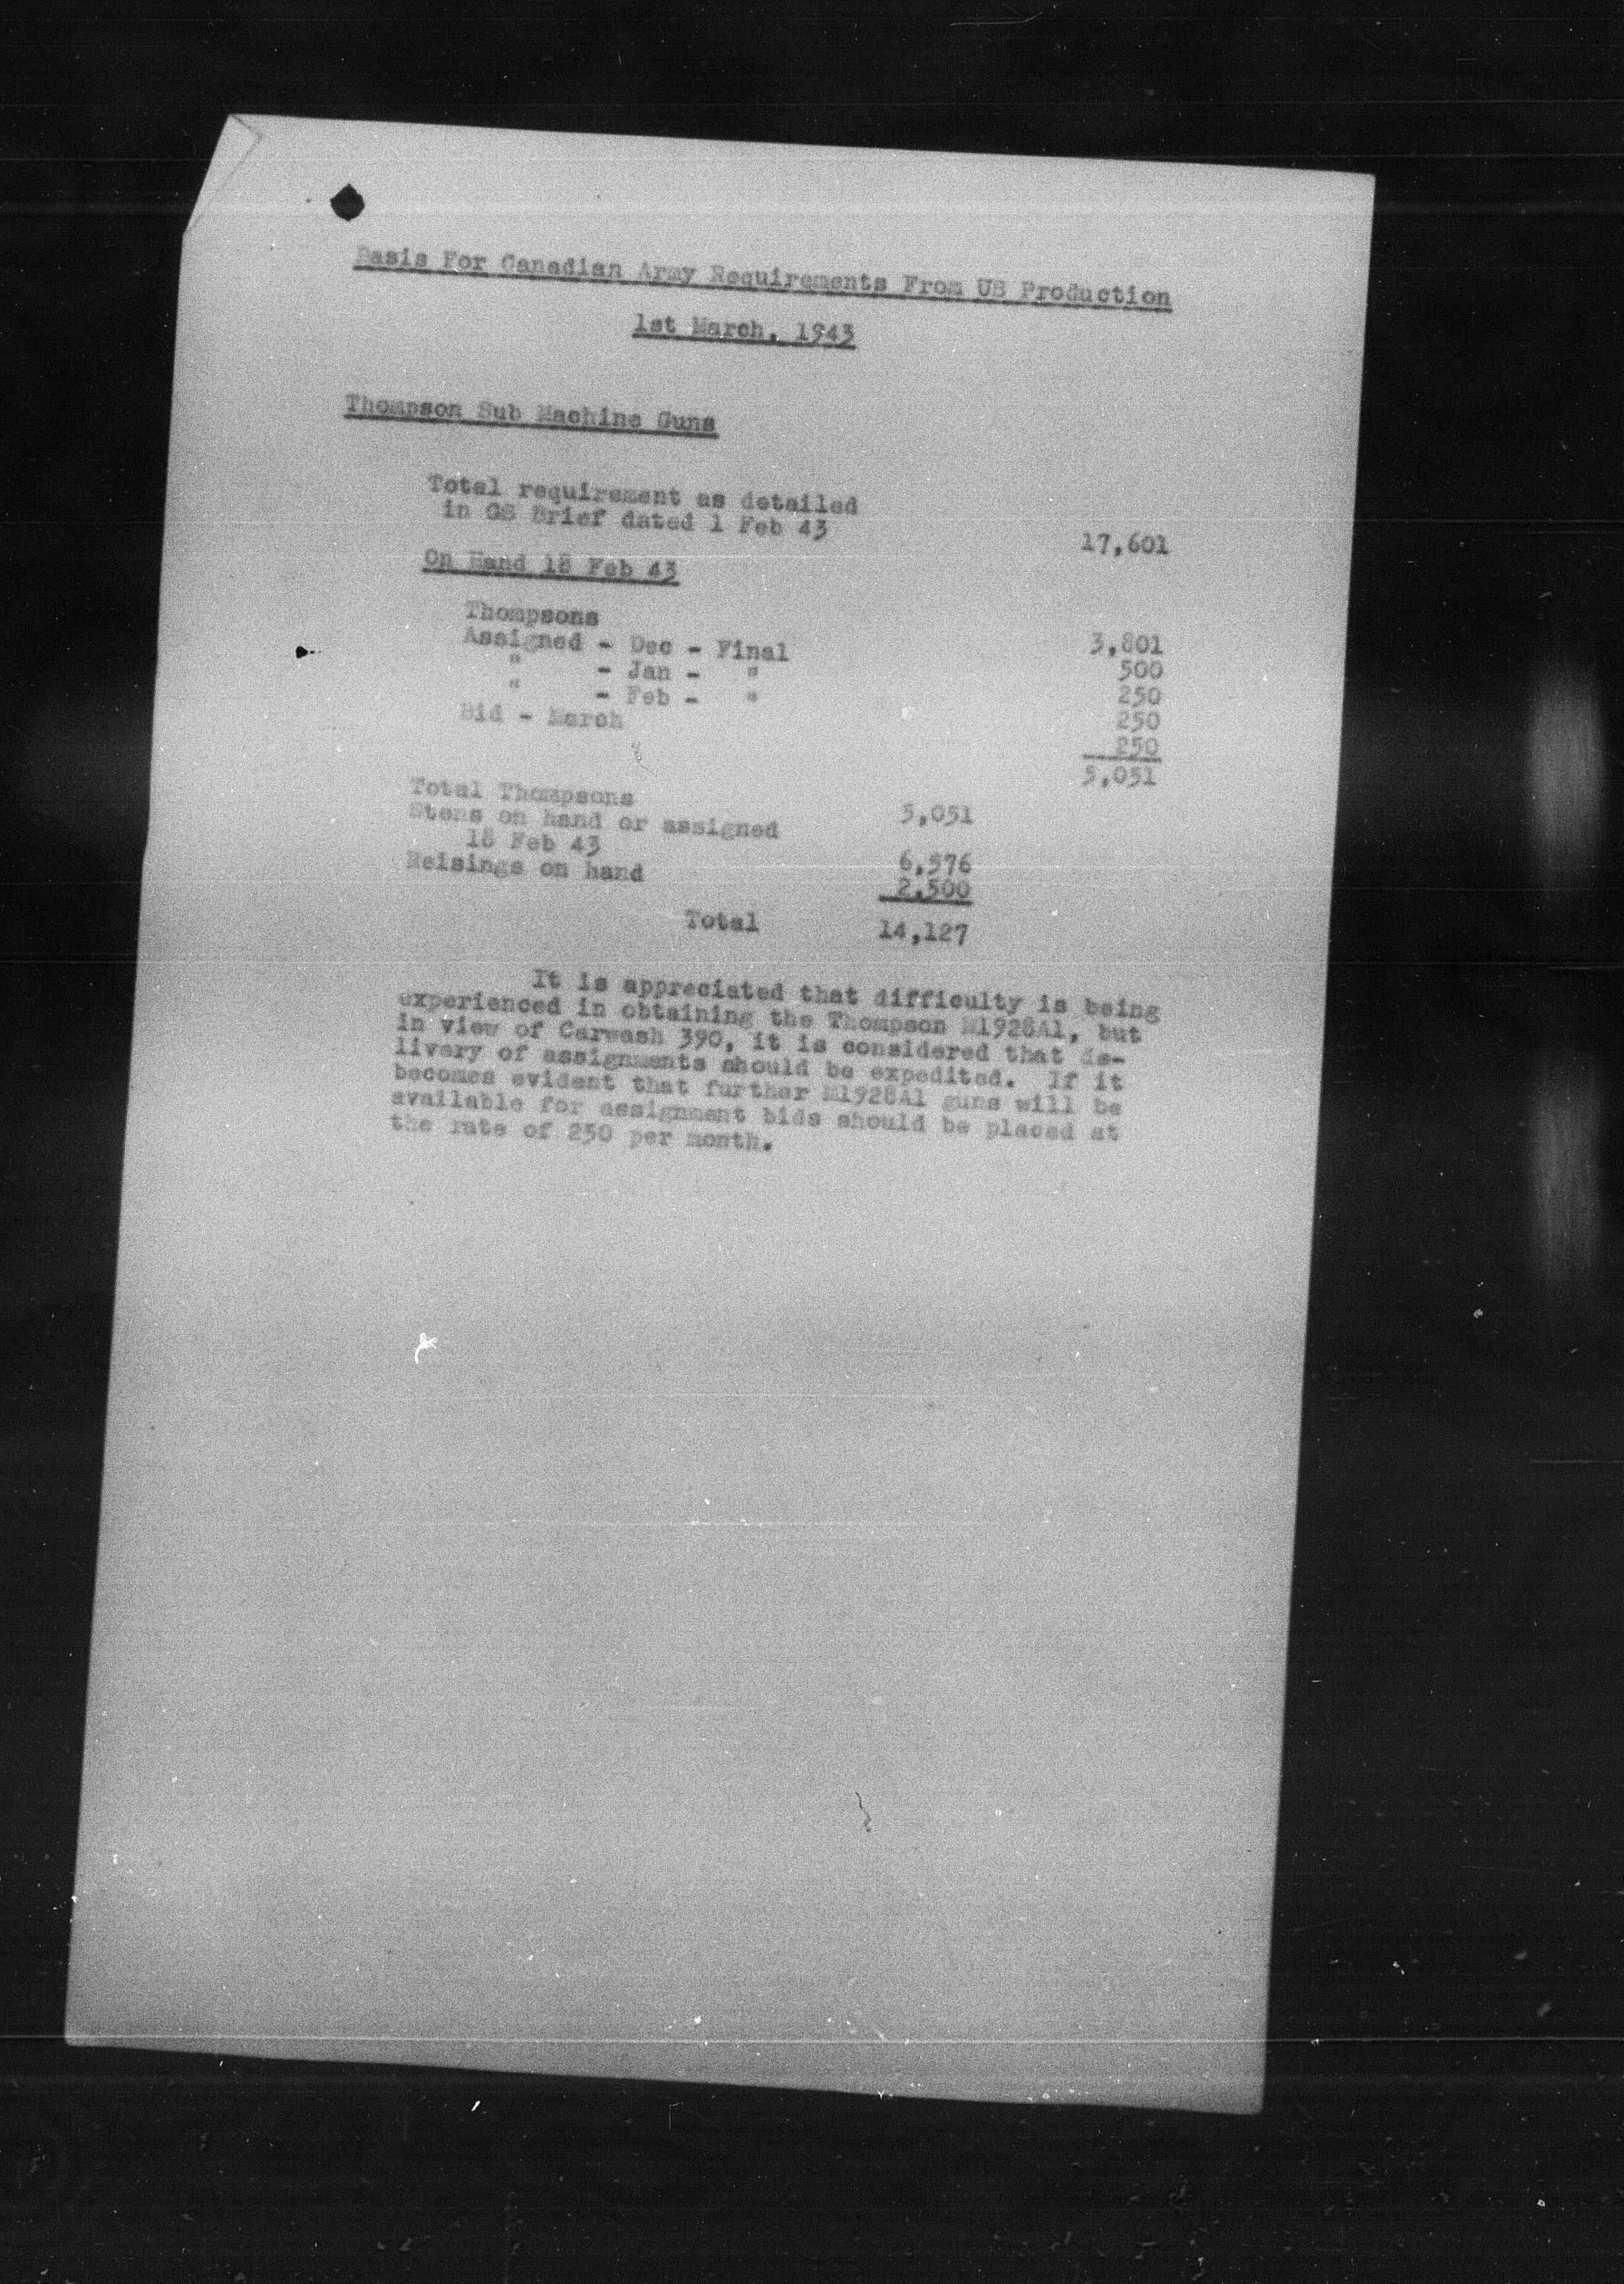 Basis For Canadian Army Requirements From US Production
1st March, 1943
Thompson Sub Machine Guns
Total requirement as detailed
in GS Brief dated 1 Feb 43 17,601
On Hand 18 Feb 43
Thompsons 3,801
Assigned - Dec - Final 500
" - Jan - " 250
" - Feb - " 250
Bid - March 250
5,051
Total Thompsons 5,051
Stens on hand or assigned
18 Feb 43 6,576
Reisings on hand 2,500
Total 14,127
It is appreciated that difficulty is being
experienced in obtaining the Thompson M1928A1, but
in view of Carwash 390, it is considered that de-
livery of assignments should be expedited. If it
becomes evident that further M1928A1 guns will be
available for assignment bids should be placed at
the rate of 250 per month.